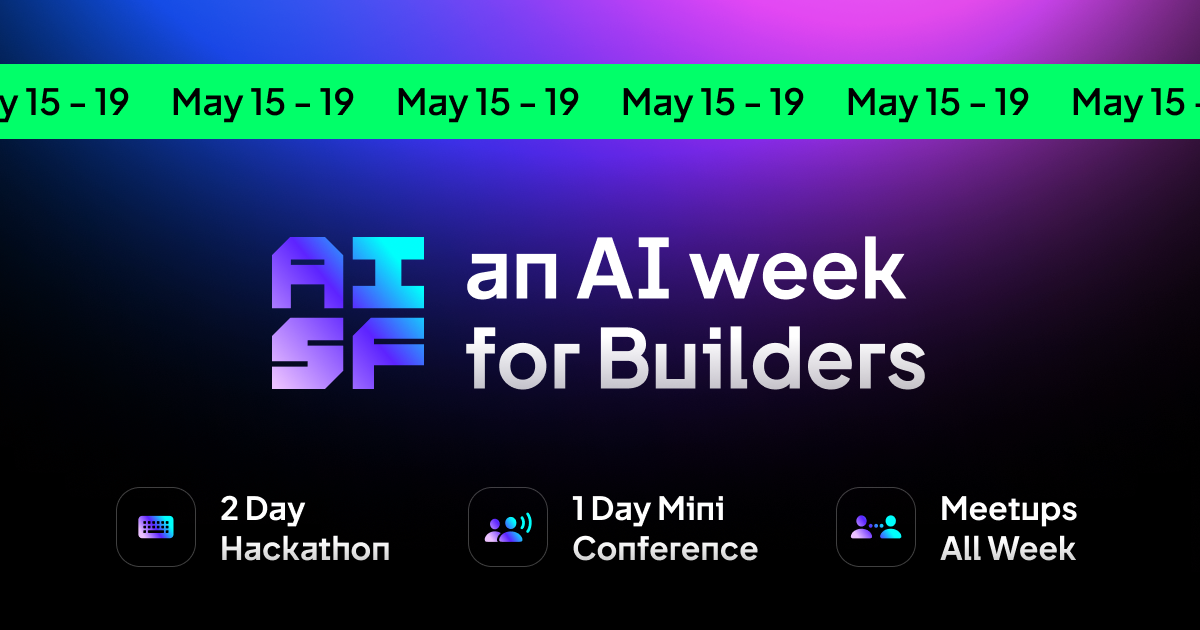 y 15 – 19 May 15 – 19 May 15 – 19 May 15 – 19 May 15 – 19 May 15 -
AI
SF
an AI week
for Builders
2 Day
Hackathon
1 Day Mini
Conference
Meetups
All Week